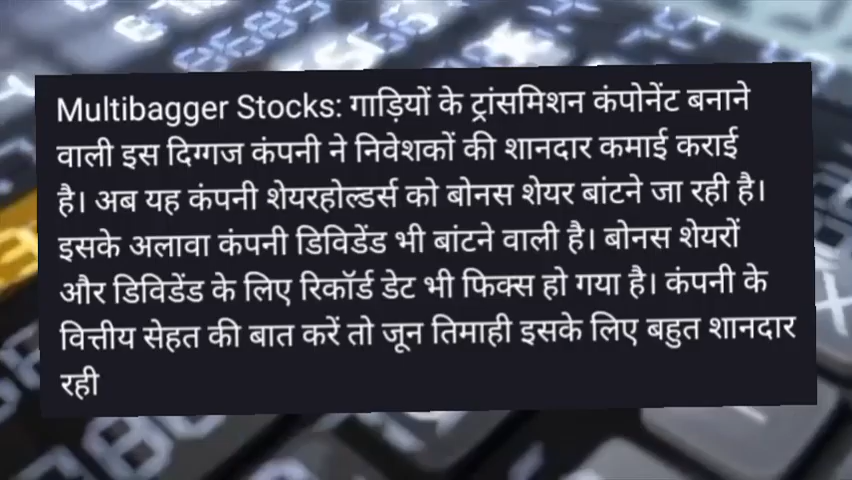 Multibagger Stocks: गाड़ियों के ट्रांसमिशन कंपोनेंट बनाने
वाली इस दिग्गज कंपनी ने निवेशकों की शानदार कमाई कराई
है। अब यह कंपनी शेयरहोल्डर्स को बोनस शेयर बांटने जा रही है।
इसके अलावा कंपनी डिविडेंड भी बांटने वाली है। बोनस शेयरों
और डिविडेंड के लिए रिकॉर्ड डेट भी फिक्स हो गया है। कंपनी के
वित्तीय सेहत की बात करें तो जून तिमाही इसके लिए बहुत शानदार
रही